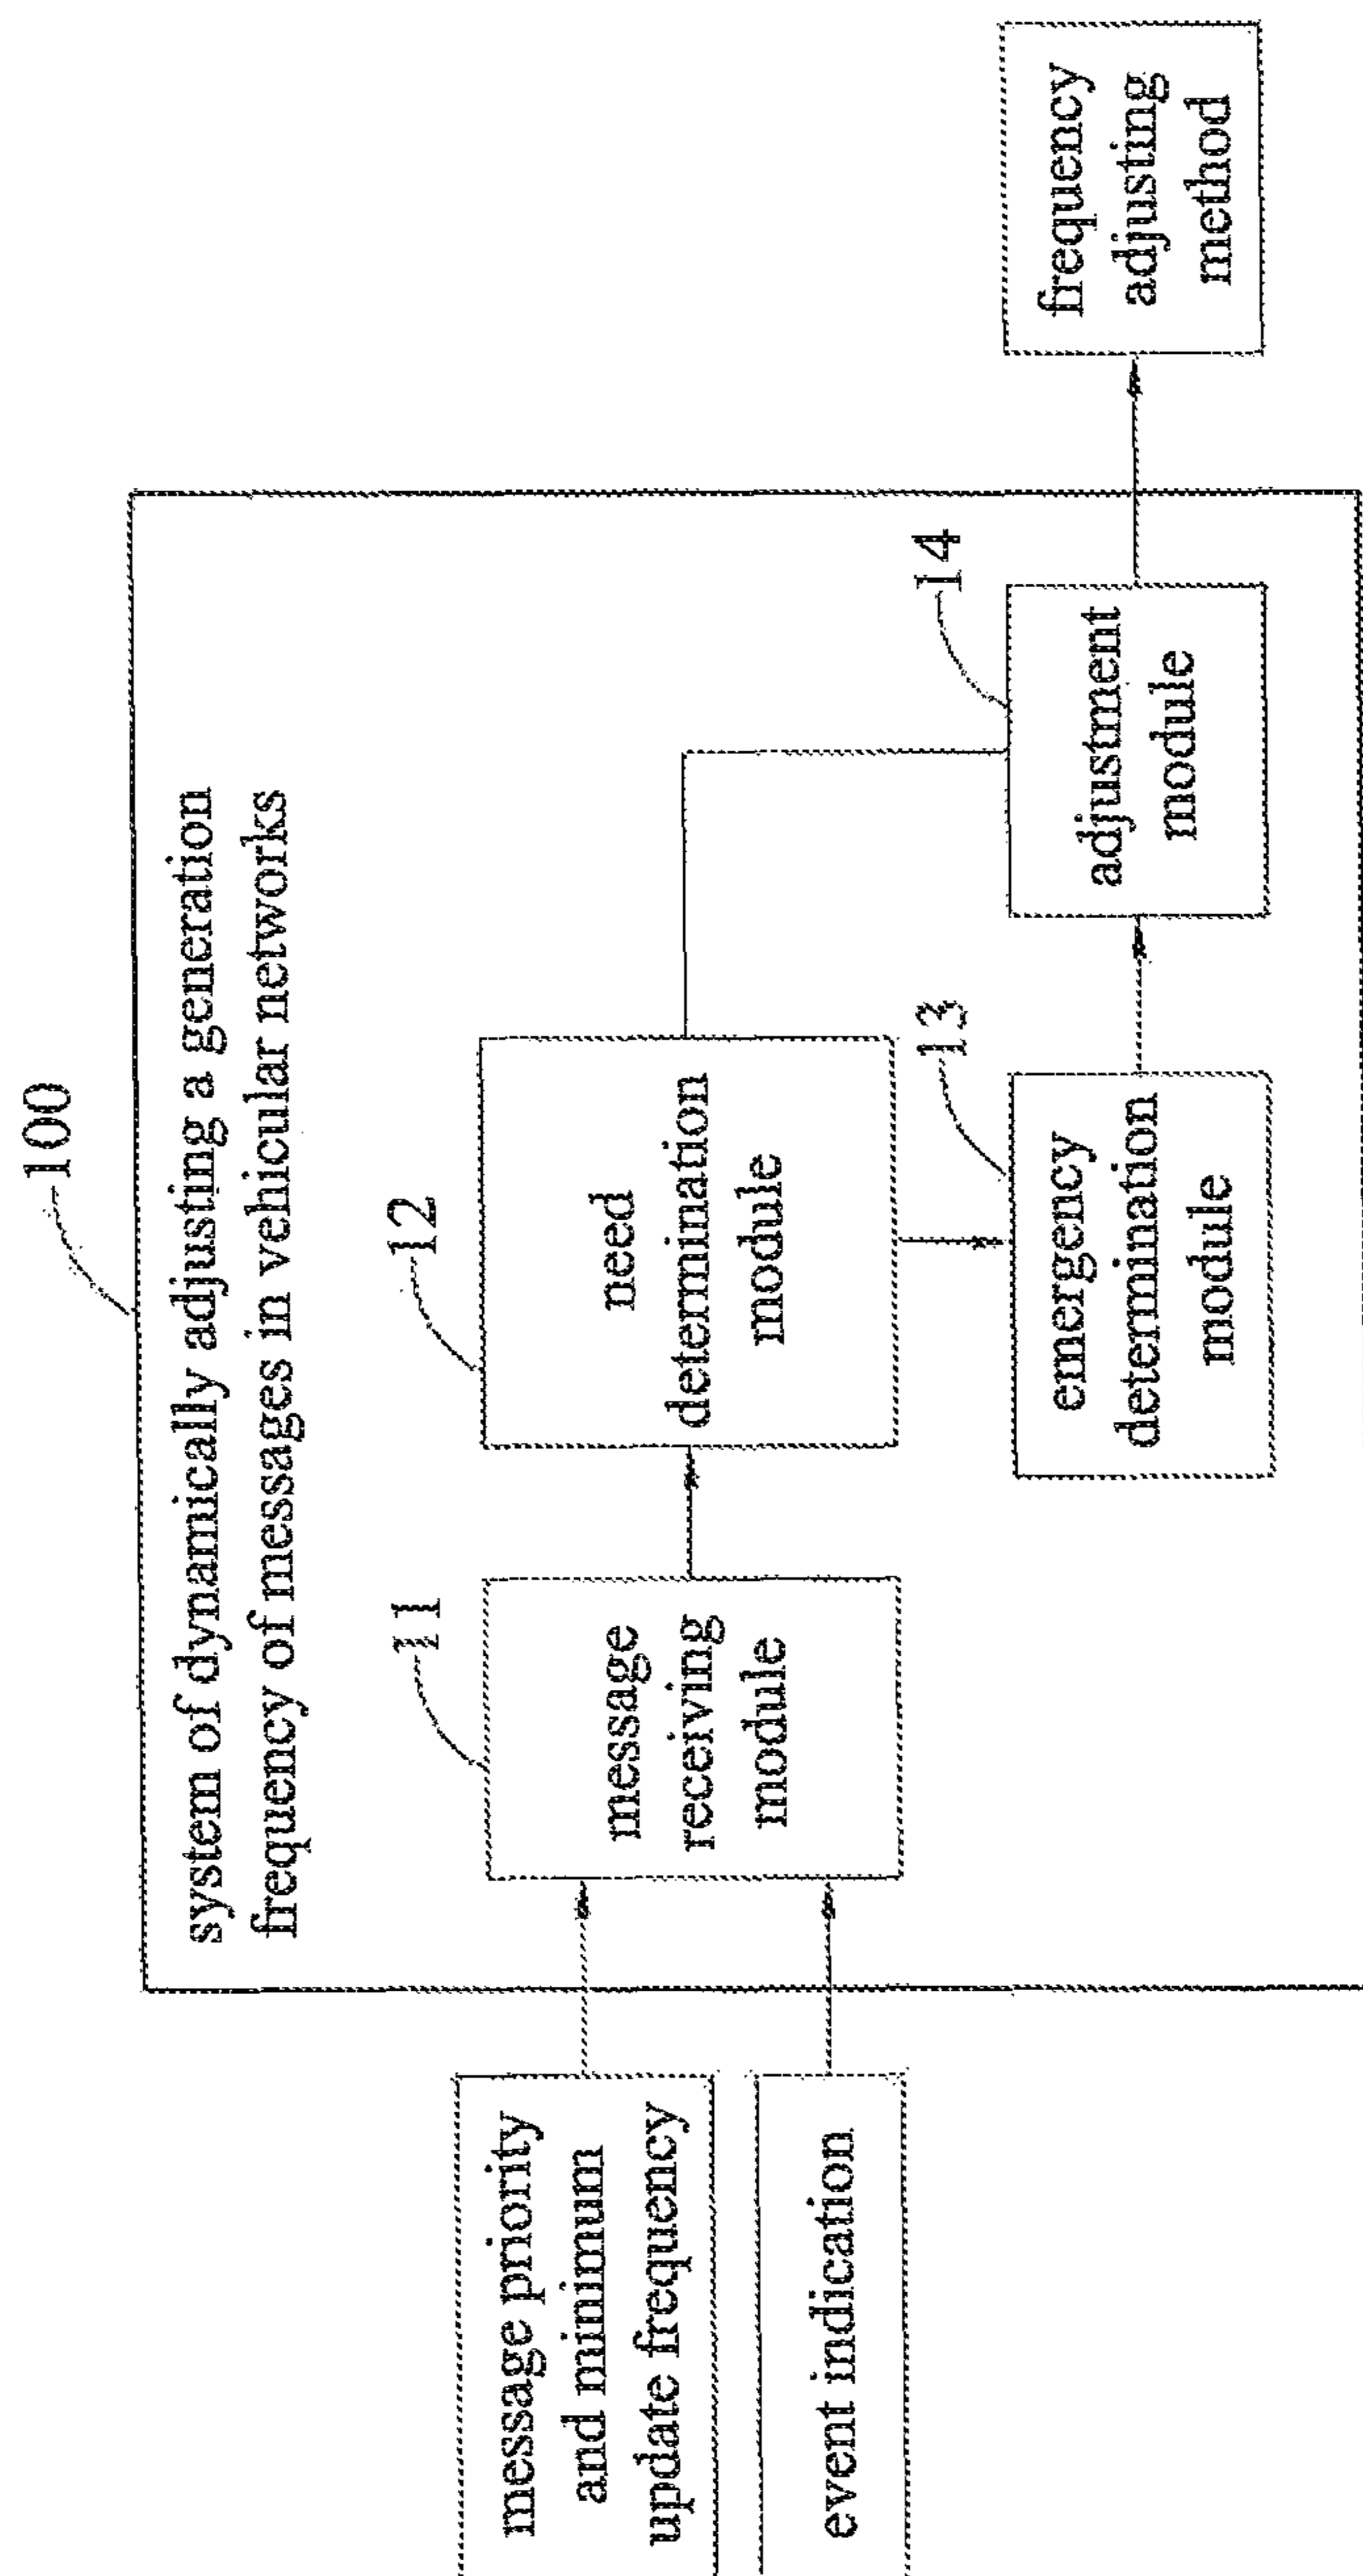 100
system of dynamically adjusting a generation
frequency of messages in vehicular networks
message priority
and minimum
update frequency
event indication
11
message
receiving
module
12
need
determination
module
13
emergency
determination
module
14
adjustment
module
frequency
adjusting
method